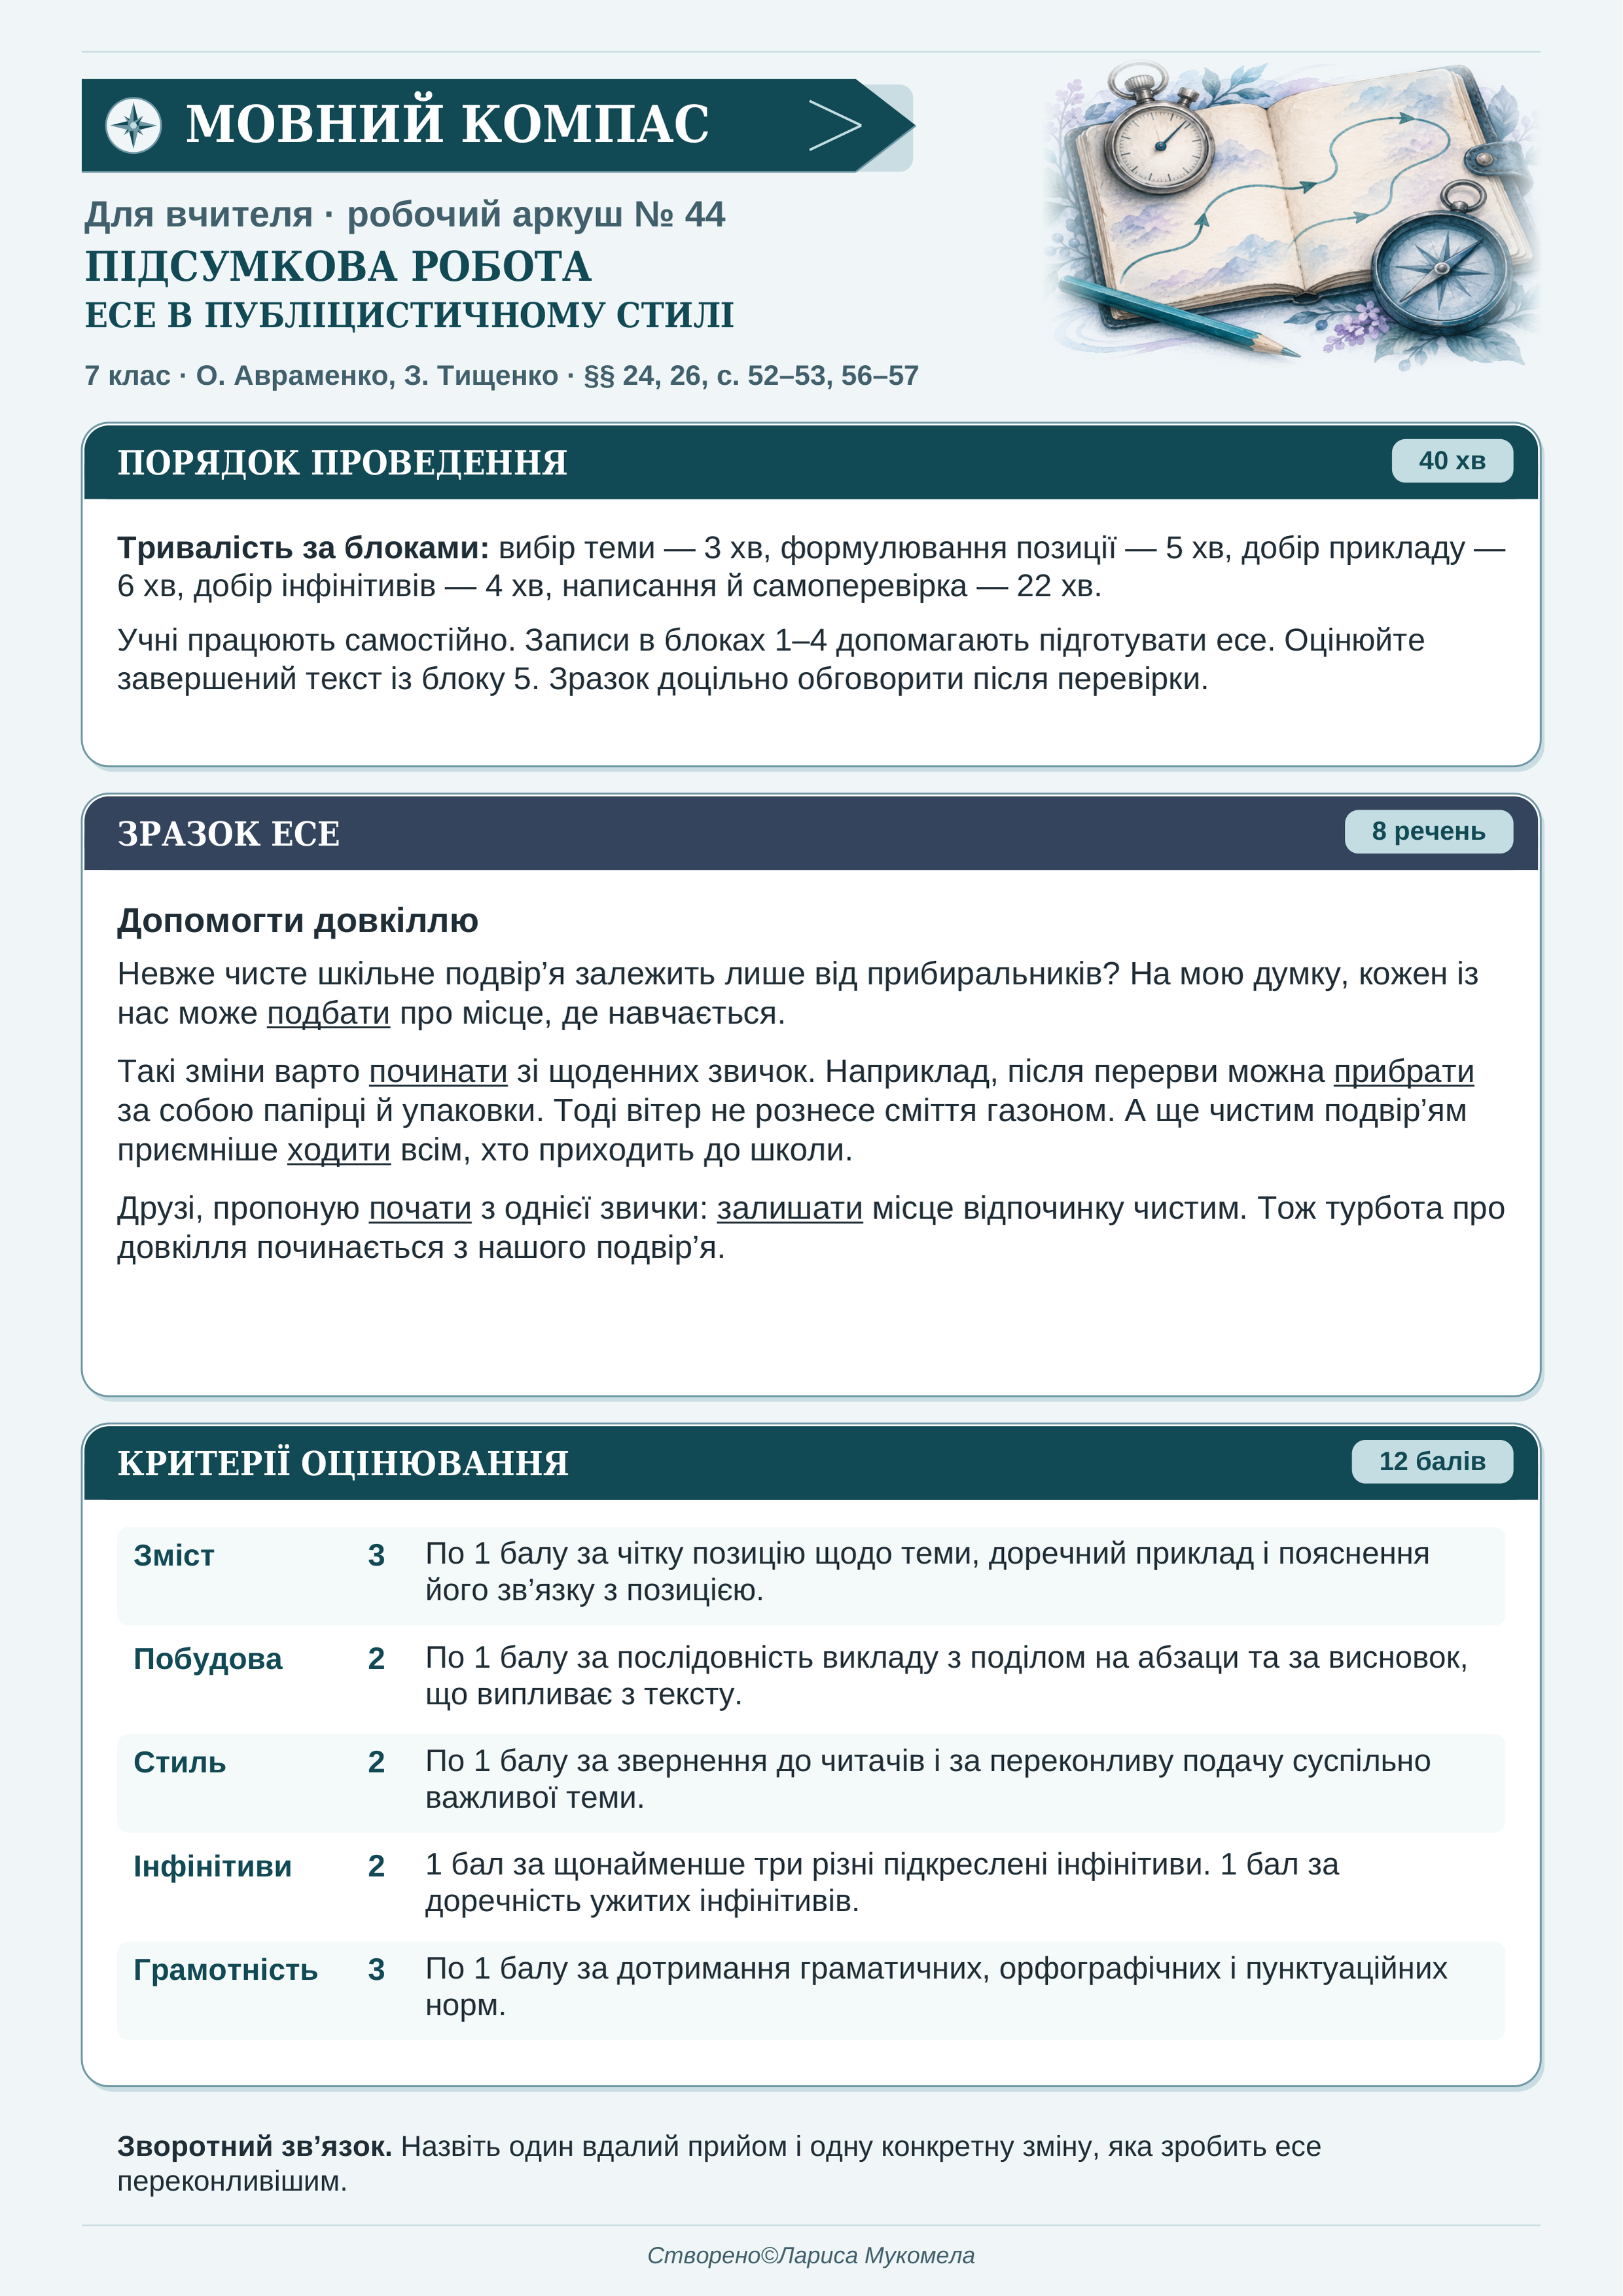 МОВНИЙ КОМПАС
Для вчителя · робочий аркуш № 44
ПІДСУМКОВА РОБОТА
ЕСЕ В ПУБЛІЦИСТИЧНОМУ СТИЛІ
7 клас · О. Авраменко, З. Тищенко · §§ 24, 26, с. 52–53, 56–57
ПОРЯДОК ПРОВЕДЕННЯ
40 хв
Тривалість за блоками: вибір теми — 3 хв, формулювання позиції — 5 хв, добір прикладу —
6 хв, добір інфінітивів — 4 хв, написання й самоперевірка — 22 хв.
Учні працюють самостійно. Записи в блоках 1–4 допомагають підготувати есе. Оцінюйте
завершений текст із блоку 5. Зразок доцільно обговорити після перевірки.
ЗРАЗОК ЕСЕ
8 речень
Допомогти довкіллю
Невже чисте шкільне подвір’я залежить лише від прибиральників? На мою думку, кожен із
нас може подбати про місце, де навчається.
Такі зміни варто починати зі щоденних звичок. Наприклад, після перерви можна прибрати
за собою папірці й упаковки. Тоді вітер не рознесе сміття газоном. А ще чистим подвір’ям
приємніше ходити всім, хто приходить до школи.
Друзі, пропоную почати з однієї звички: залишати місце відпочинку чистим. Тож турбота про
довкілля починається з нашого подвір’я.
КРИТЕРІЇ ОЦІНЮВАННЯ
12 балів
Зміст 3 По 1 балу за чітку позицію щодо теми, доречний приклад і пояснення
його зв’язку з позицією.
Побудова 2 По 1 балу за послідовність викладу з поділом на абзаци та за висновок,
що випливає з тексту.
Стиль 2 По 1 балу за звернення до читачів і за переконливу подачу суспільно
важливої теми.
Інфінітиви 2 1 бал за щонайменше три різні підкреслені інфінітиви. 1 бал за
доречність ужитих інфінітивів.
Грамотність 3 По 1 балу за дотримання граматичних, орфографічних і пунктуаційних
норм.
Зворотний зв’язок. Назвіть один вдалий прийом і одну конкретну зміну, яка зробить есе
переконливішим.
Створено©Лариса Мукомела